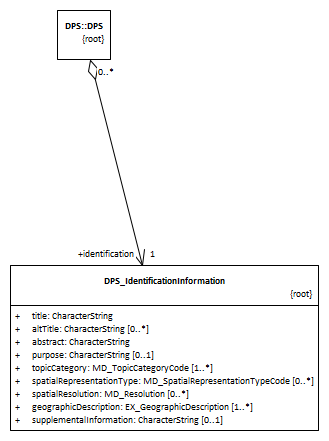 DPS::DPS
{root}
0..*
+identification 1
DPS_IdentificationInformation
{root}
+ title: CharacterString
+ altTitle: CharacterString [0..*]
+ abstract: CharacterString
+ purpose: CharacterString [0..1]
+ topicCategory: MD_TopicCategoryCode [1..*]
+ spatialRepresentationType: MD_SpatialRepresentationTypeCode [0..*]
+ spatialResolution: MD_Resolution [0..*]
+ geographicDescription: EX_GeographicDescription [1..*]
+ supplementalInformation: CharacterString [0..1]